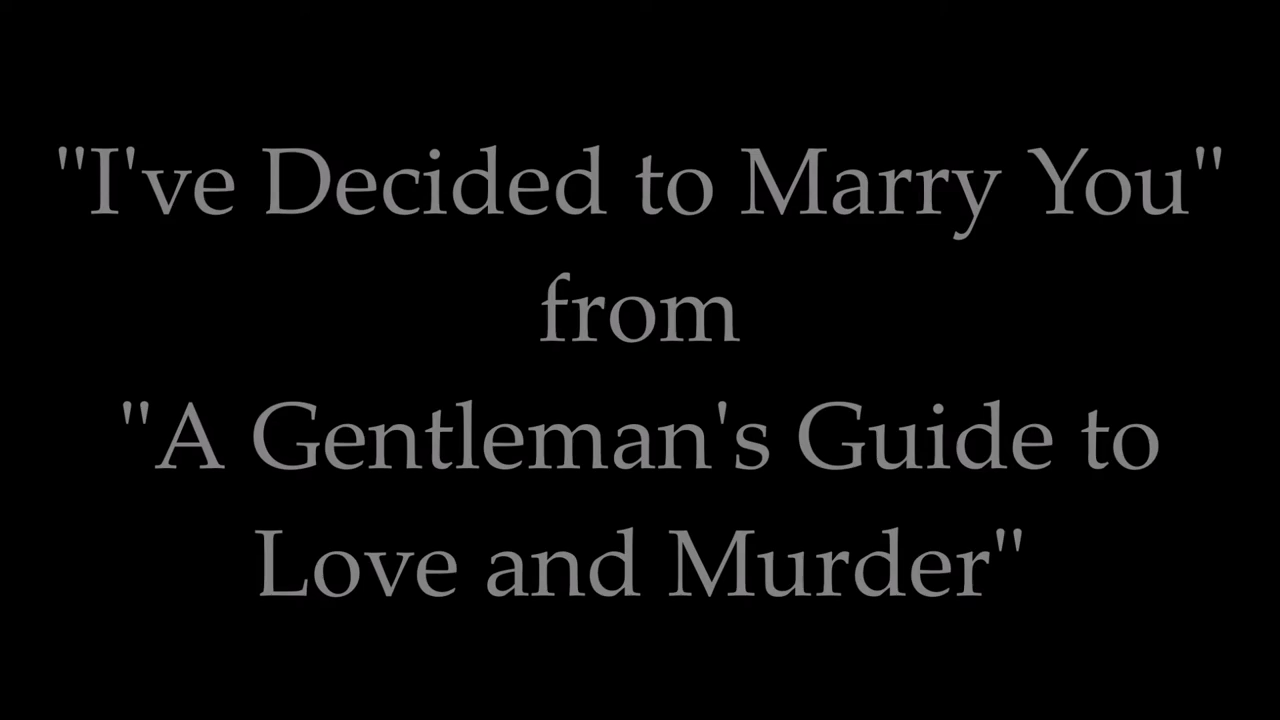 "I've Decided to Marry You"
from
"A Gentleman's Guide to
Love and Murder"